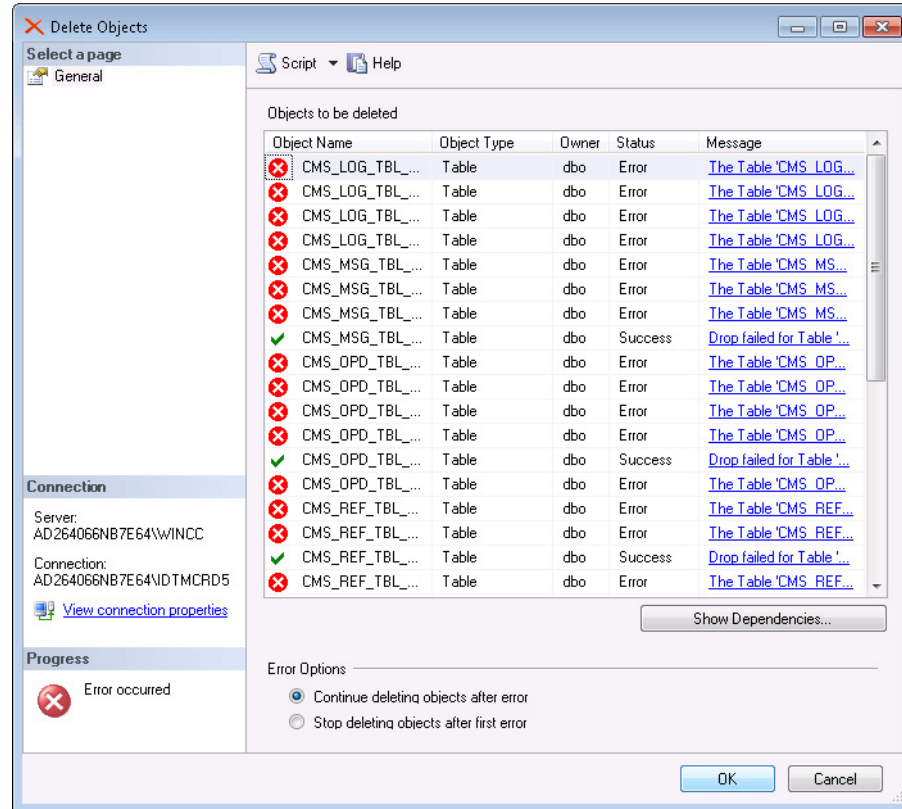 Delete Objects
Select a page
General
Script Help
Objects to be deleted
Object Name Object Type Owner Status Message
CMS_LOG_TBL_... Table dbo Error The Table 'CMS_LOG...
CMS_LOG_TBL_... Table dbo Error The Table 'CMS_LOG...
CMS_LOG_TBL_... Table dbo Error The Table 'CMS_LOG...
CMS_LOG_TBL_... Table dbo Error The Table 'CMS_LOG...
CMS_MSG_TBL_... Table dbo Error The Table 'CMS_MS...
CMS_MSG_TBL_... Table dbo Error The Table 'CMS_MS...
CMS_MSG_TBL_... Table dbo Error The Table 'CMS_MS...
CMS_MSG_TBL_... Table dbo Success Drop failed for Table '...
CMS_OPD_TBL_... Table dbo Error The Table 'CMS_OP...
CMS_OPD_TBL_... Table dbo Error The Table 'CMS_OP...
CMS_OPD_TBL_... Table dbo Error The Table 'CMS_OP...
CMS_OPD_TBL_... Table dbo Error The Table 'CMS_OP...
CMS_OPD_TBL_... Table dbo Success Drop failed for Table '...
CMS_OPD_TBL_... Table dbo Error The Table 'CMS_OP...
CMS_REF_TBL_... Table dbo Error The Table 'CMS_REF...
CMS_REF_TBL_... Table dbo Error The Table 'CMS_REF...
CMS_REF_TBL_... Table dbo Success Drop failed for Table '...
CMS_REF_TBL_... Table dbo Error The Table 'CMS_REF...
Show Dependencies...
Connection
Server:
AD264066NB7E64\WINCC
Connection:
AD264066NB7E64\IDTMCRD5
View connection properties
Progress
Error occurred
Error Options
Continue deleting objects after error
Stop deleting objects after first error
OK Cancel